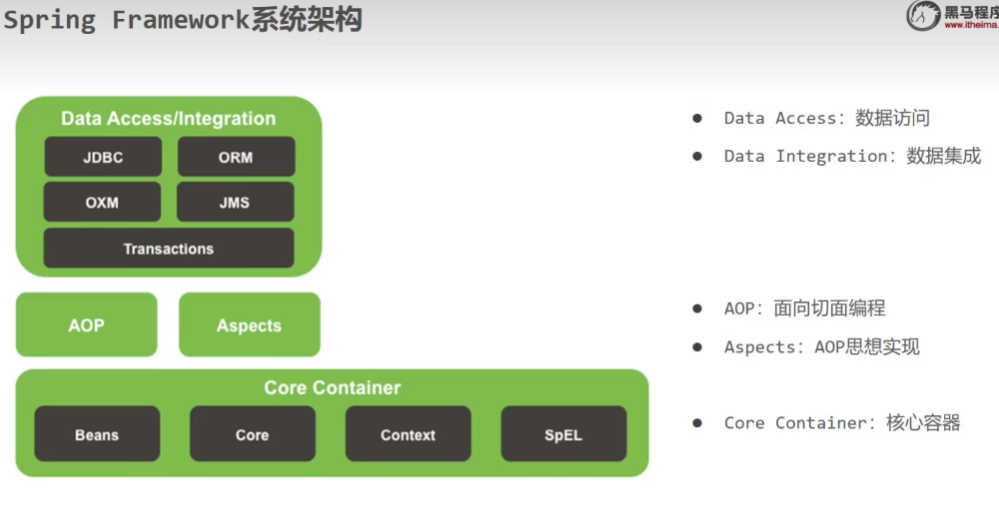 Spring Framework系统架构
黑马程序
www.itheima.
Data Access/Integration
JDBC
ORM
OXM
JMS
Transactions
AOP
Aspects
Core Container
Beans
Core
Context
SpEL
● Data Access: 数据访问
● Data Integration: 数据集成
● AOP: 面向切面编程
● Aspects: AOP思想实现
● Core Container: 核心容器